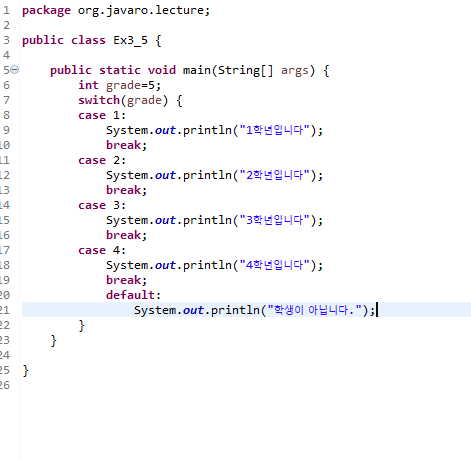 1 package org.javaro.lecture;
2
3 public class Ex3_5 {
4
5 public static void main(String[] args) {
6 int grade=5;
7 switch(grade) {
8 case 1:
9 System.out.println("1학년입니다");
10 break;
11 case 2:
12 System.out.println("2학년입니다");
13 break;
14 case 3:
15 System.out.println("3학년입니다");
16 break;
17 case 4:
18 System.out.println("4학년입니다");
19 break;
20 default:
21 System.out.println("학생이 아닙니다.");
22 }
23 }
24
25 }
26